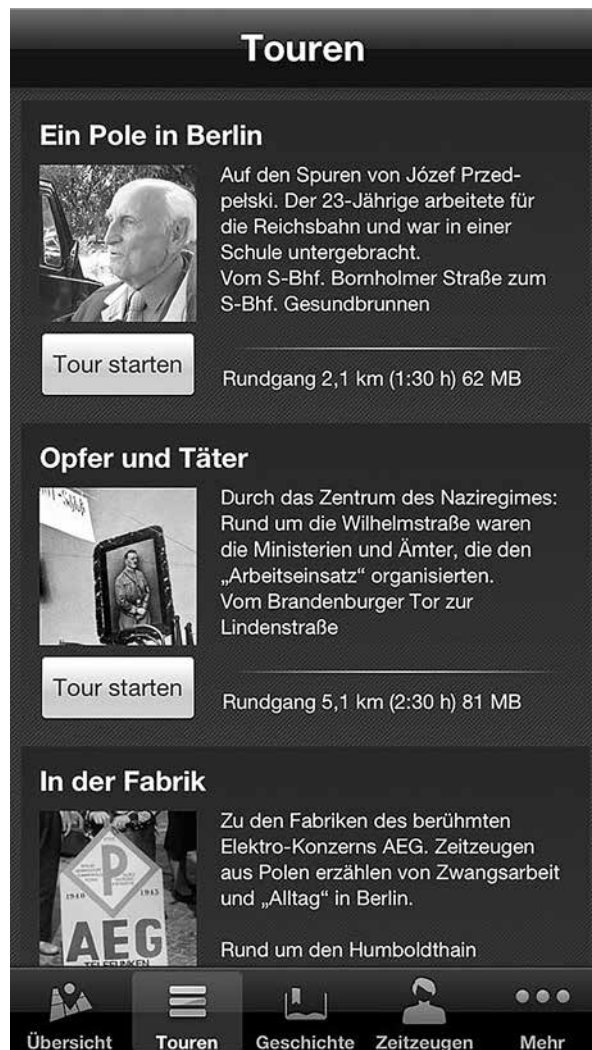 Touren
Ein Pole in Berlin
Auf den Spuren von Józef Przed-
pełski. Der 23-Jährige arbeitete für
die Reichsbahn und war in einer
Schule untergebracht.
Vom S-Bhf. Bornholmer Straße zum
S-Bhf. Gesundbrunnen
Tour starten
Rundgang 2,1 km (1:30 h) 62 MB
Opfer und Täter
Durch das Zentrum des Naziregimes:
Rund um die Wilhelmstraße waren
die Ministerien und Ämter, die den
„Arbeitseinsatz“ organisierten.
Vom Brandenburger Tor zur
Lindenstraße
Tour starten
Rundgang 5,1 km (2:30 h) 81 MB
In der Fabrik
Zu den Fabriken des berühmten
Elektro-Konzerns AEG. Zeitzeugen
aus Polen erzählen von Zwangsarbeit
und „Alltag“ in Berlin.
Rund um den Humboldthain
P
1940 1945
AEG
TELEFUNKEN
Übersicht Touren Geschichte Zeitzeugen Mehr